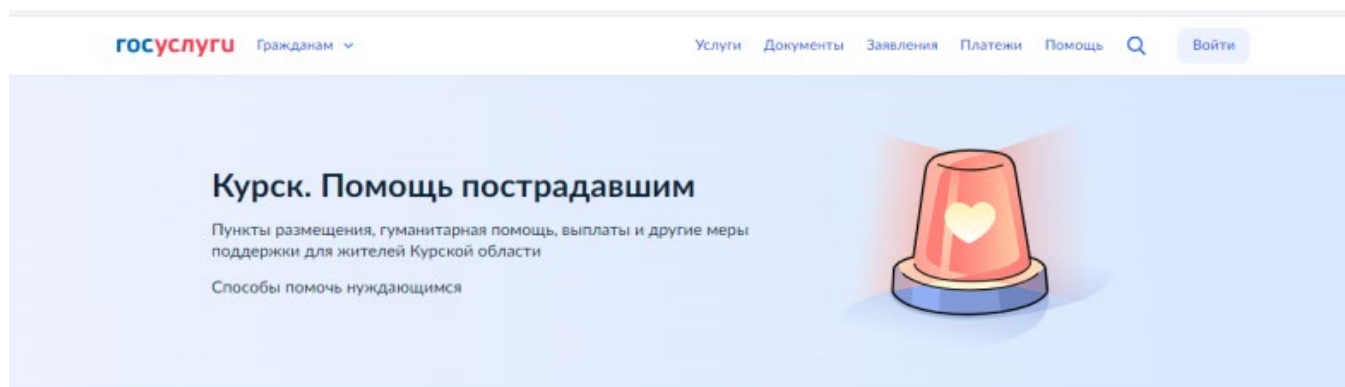 госуслуги Гражданам Услуги Документы Заявления Платежи Помощь Войти
Курск. Помощь пострадавшим
Пункты размещения, гуманитарная помощь, выплаты и другие меры
поддержки для жителей Курской области
Способы помочь нуждающимся